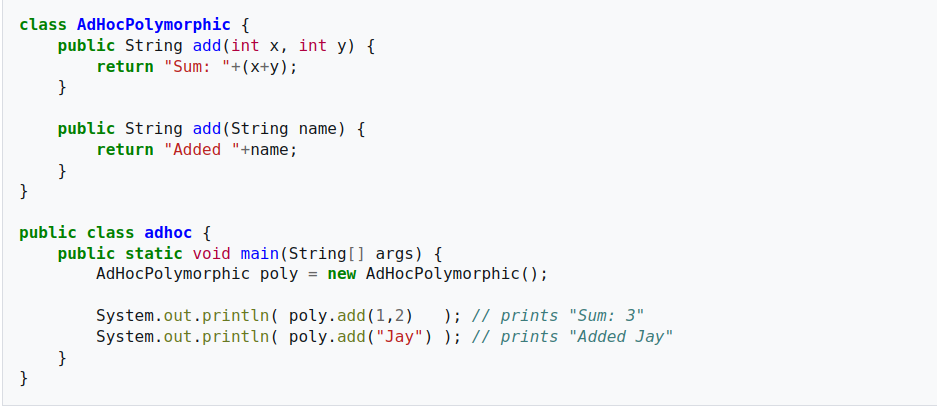 class AdHocPolymorphic {
    public String add(int x, int y) {
        return "Sum: "+(x+y);
    }

    public String add(String name) {
        return "Added "+name;
    }
}

public class adhoc {
    public static void main(String[] args) {
        AdHocPolymorphic poly = new AdHocPolymorphic();

        System.out.println( poly.add(1,2)   ); // prints "Sum: 3"
        System.out.println( poly.add("Jay") ); // prints "Added Jay"
    }
}